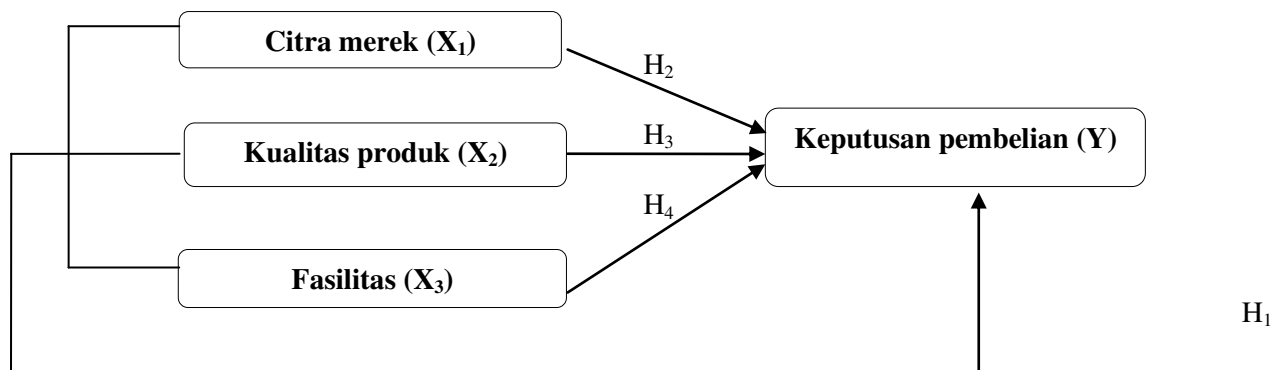 Citra merek (X₁)
H₂
Kualitas produk (X₂)
H₃
Keputusan pembelian (Y)
H₄
Fasilitas (X₃)
H₁